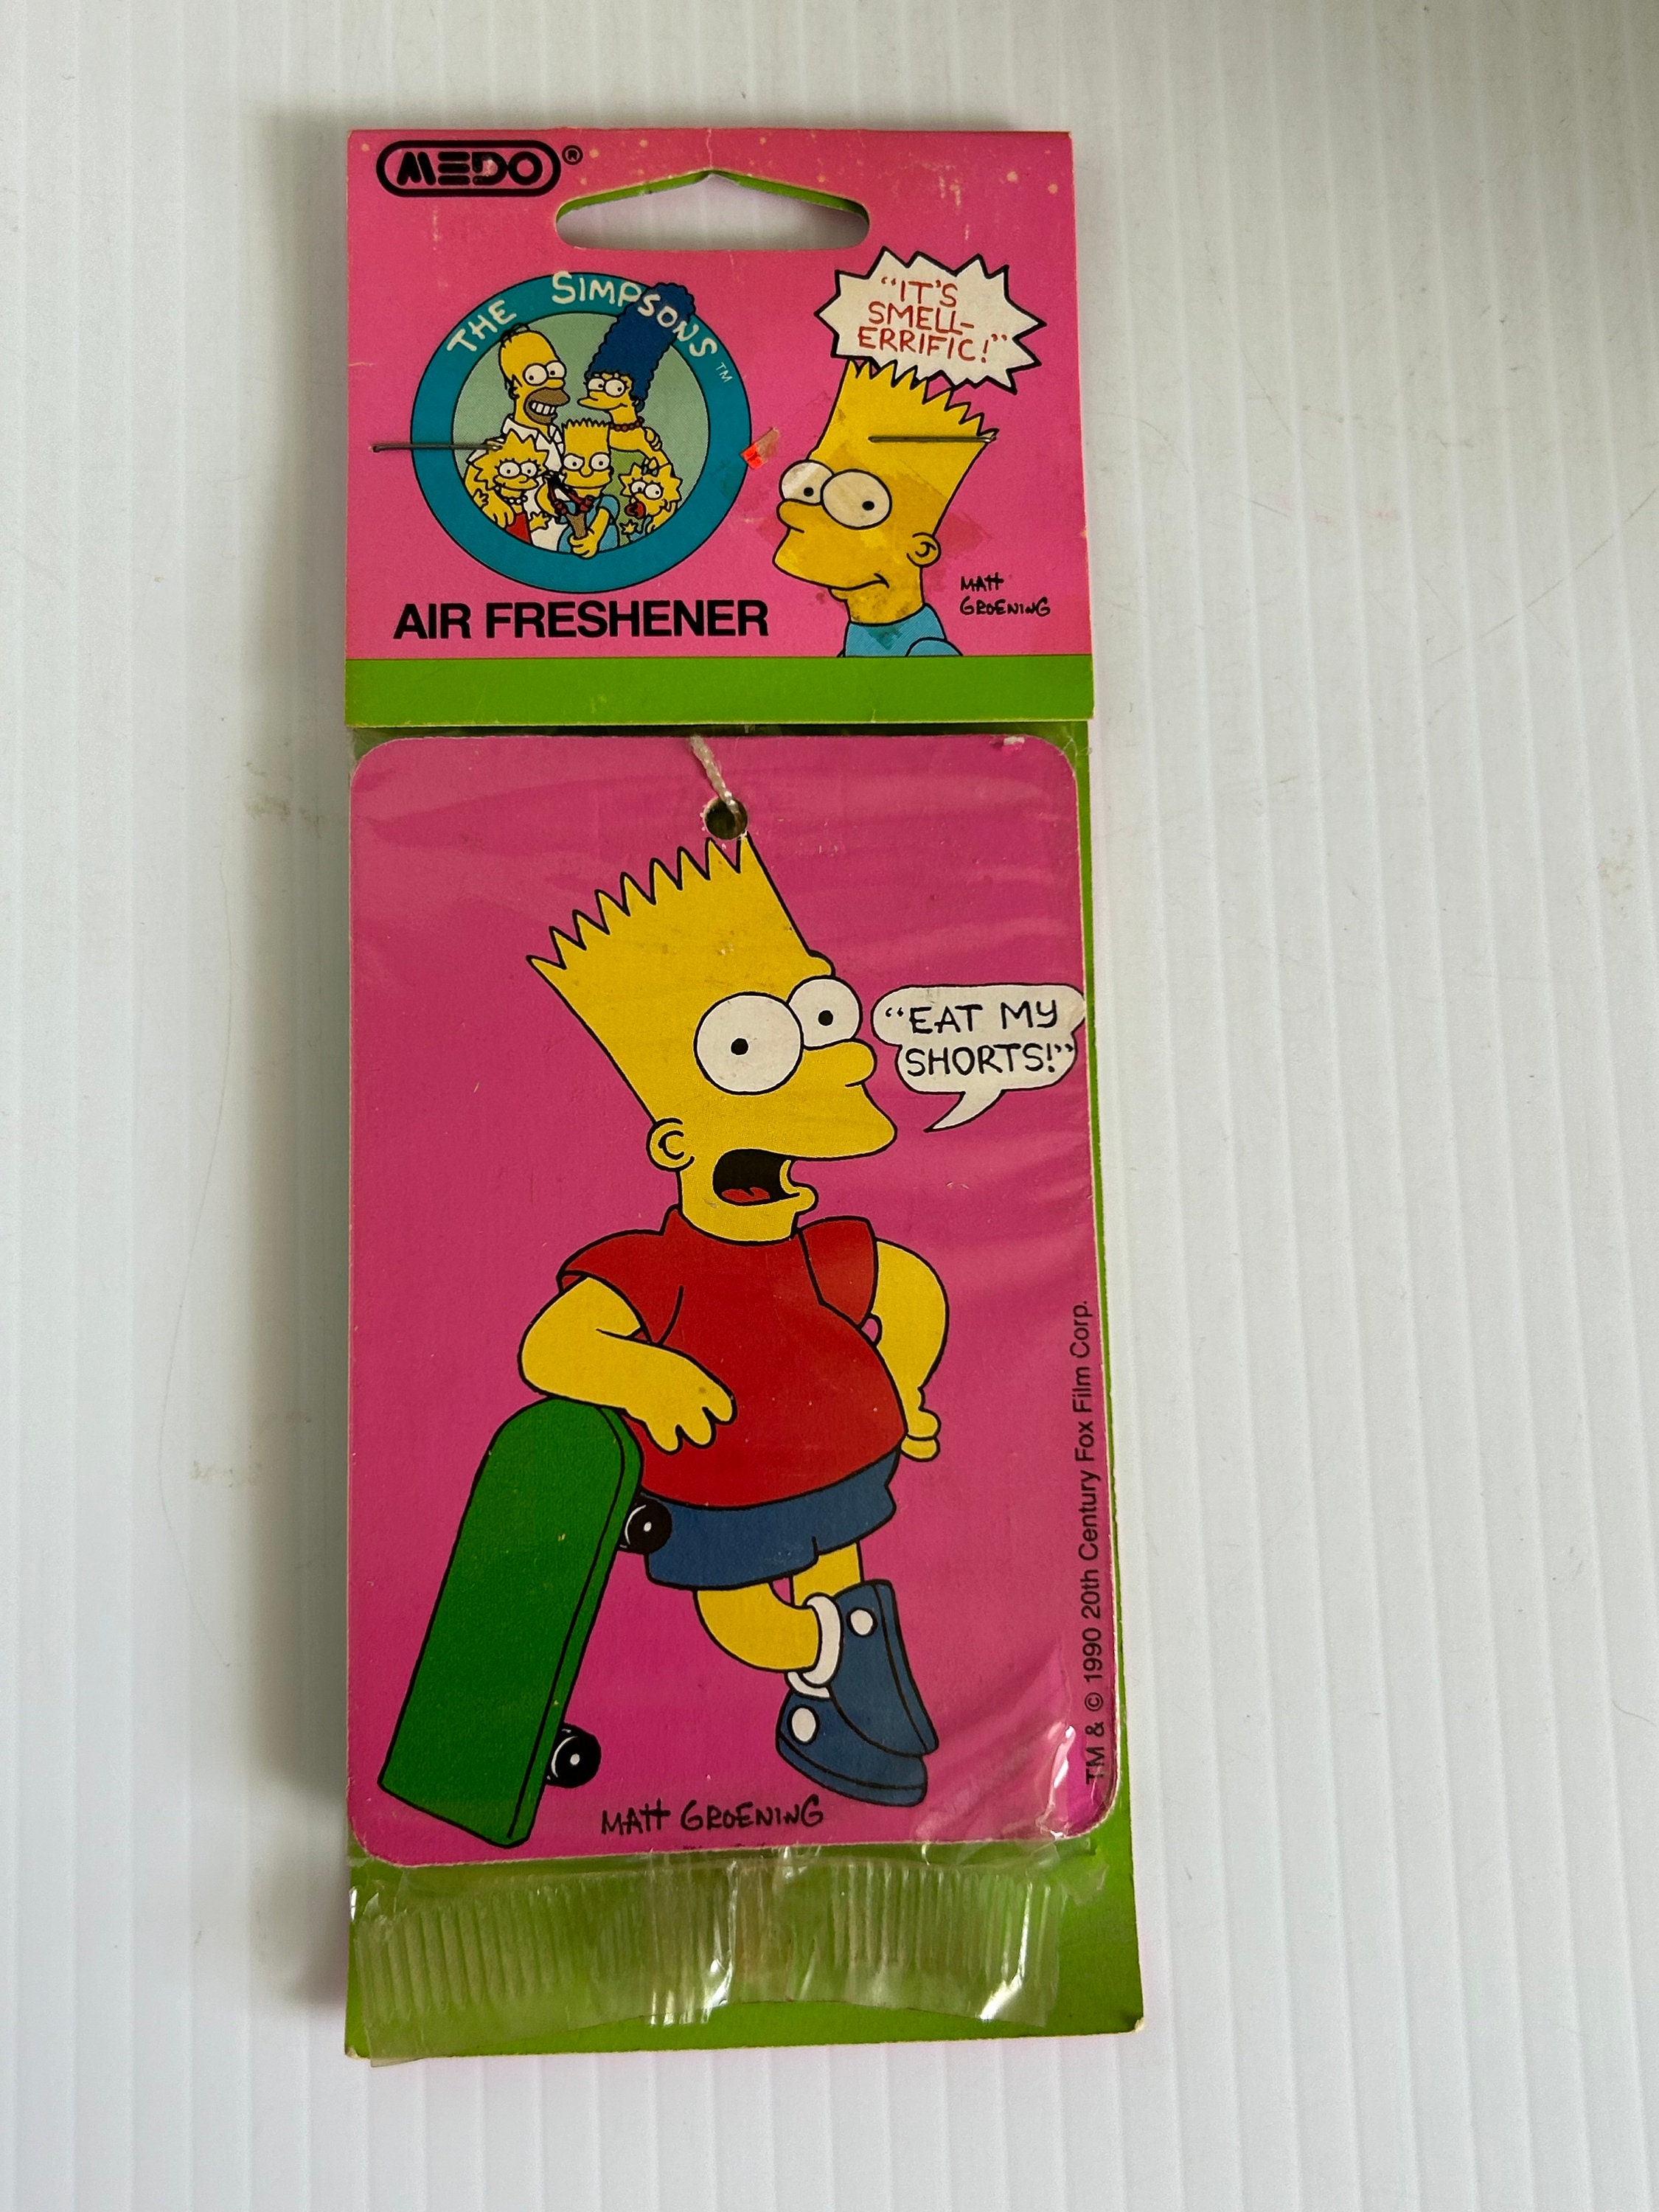 MEDO®
THE SIMPSONS™
"IT'S
SMELL-
ERRIFIC!"
MATT
GROENING
AIR FRESHENER
"EAT MY
SHORTS!"
TM & © 1990 20th Century Fox Film Corp.
MATT GROENING